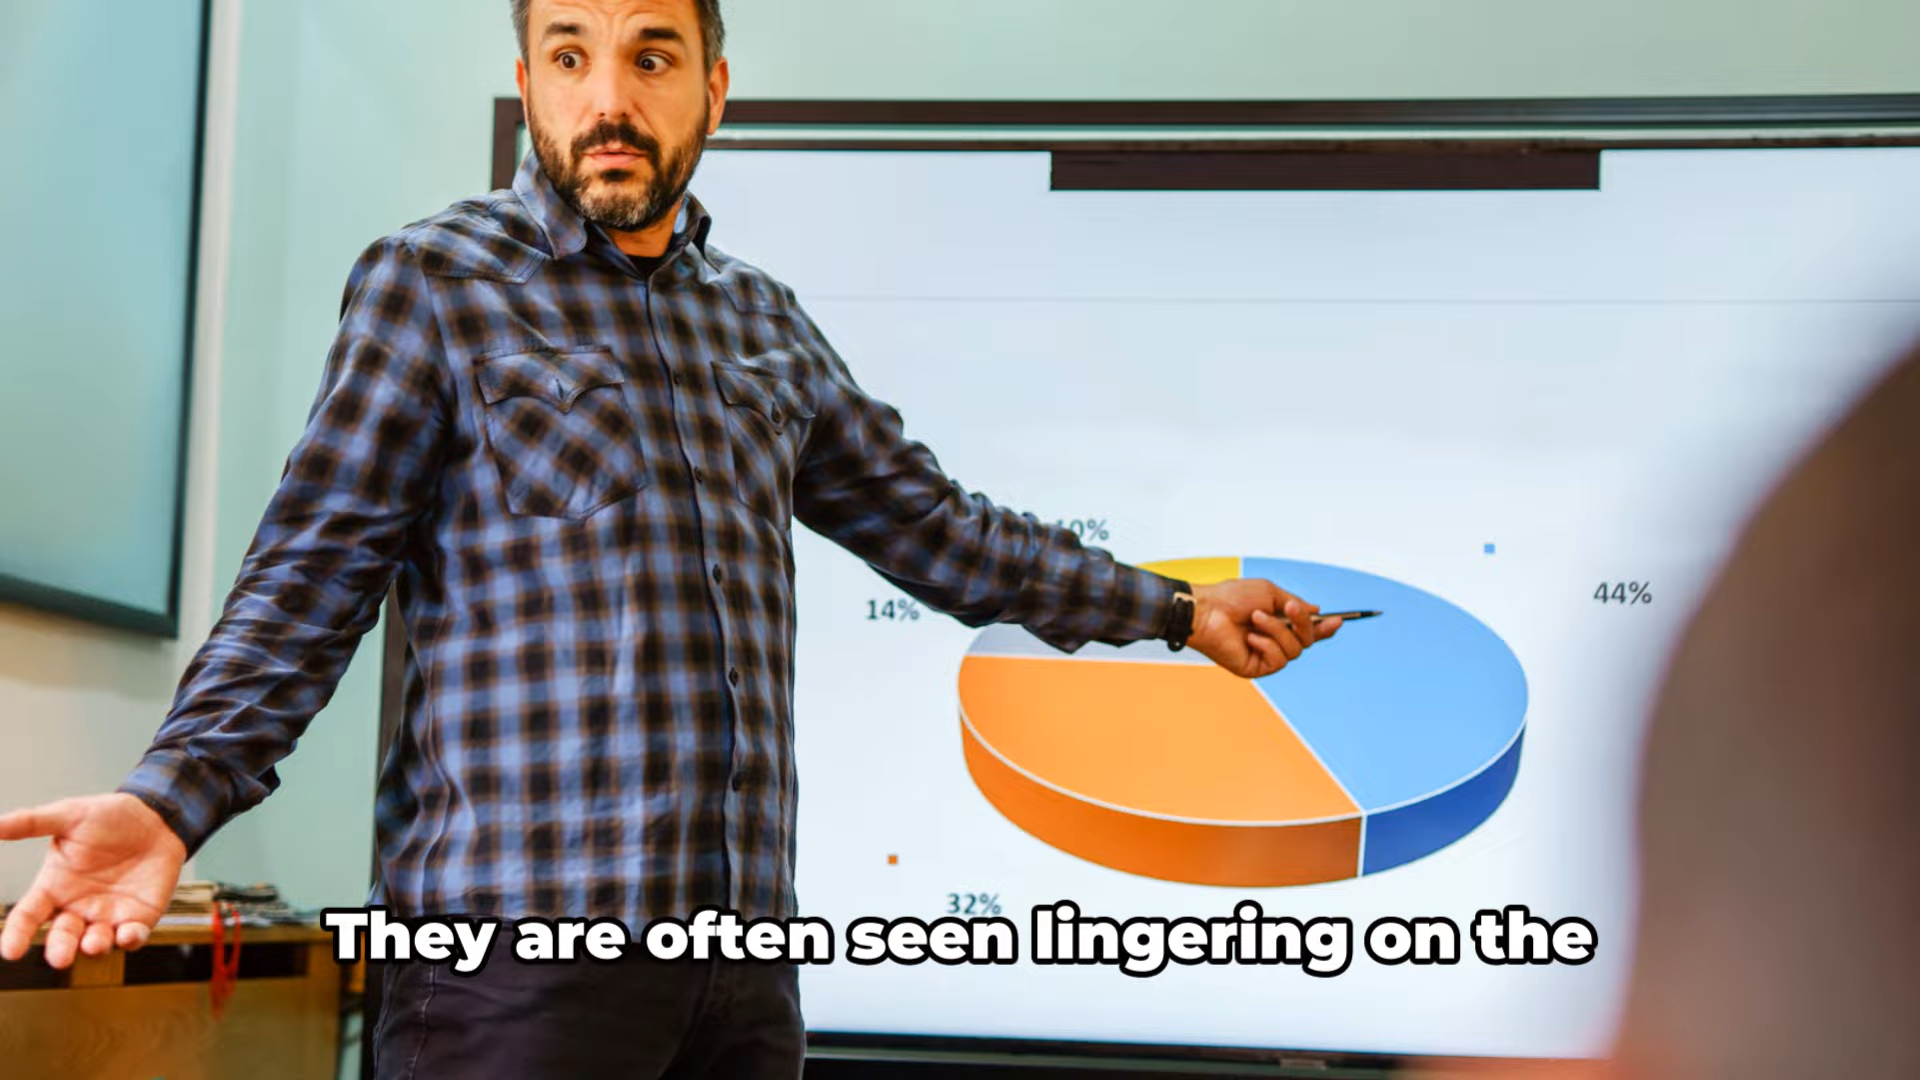 14%
44%
32%
They are often seen lingering on the